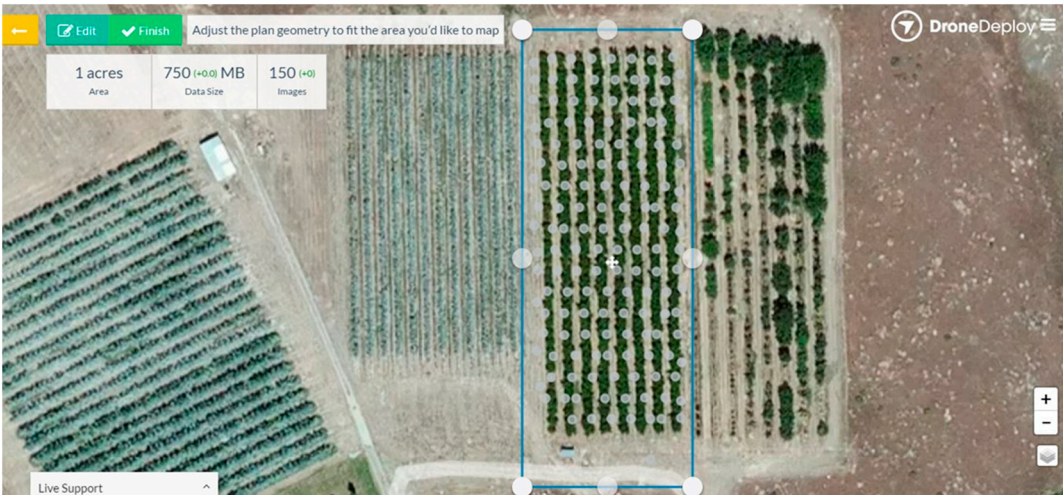 Edit
Finish
Adjust the plan geometry to fit the area you'd like to map
DroneDeploy
1 acres
Area
750 (+0.0) MB
Data Size
150 (+0)
Images
+
−
Live Support